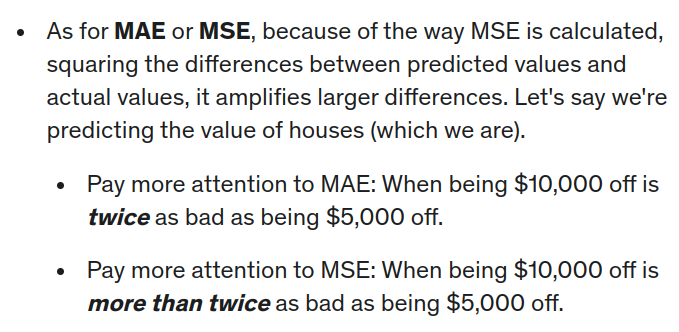 • As for MAE or MSE, because of the way MSE is calculated,
squaring the differences between predicted values and
actual values, it amplifies larger differences. Let's say we're
predicting the value of houses (which we are).
• Pay more attention to MAE: When being $10,000 off is
twice as bad as being $5,000 off.
• Pay more attention to MSE: When being $10,000 off is
more than twice as bad as being $5,000 off.